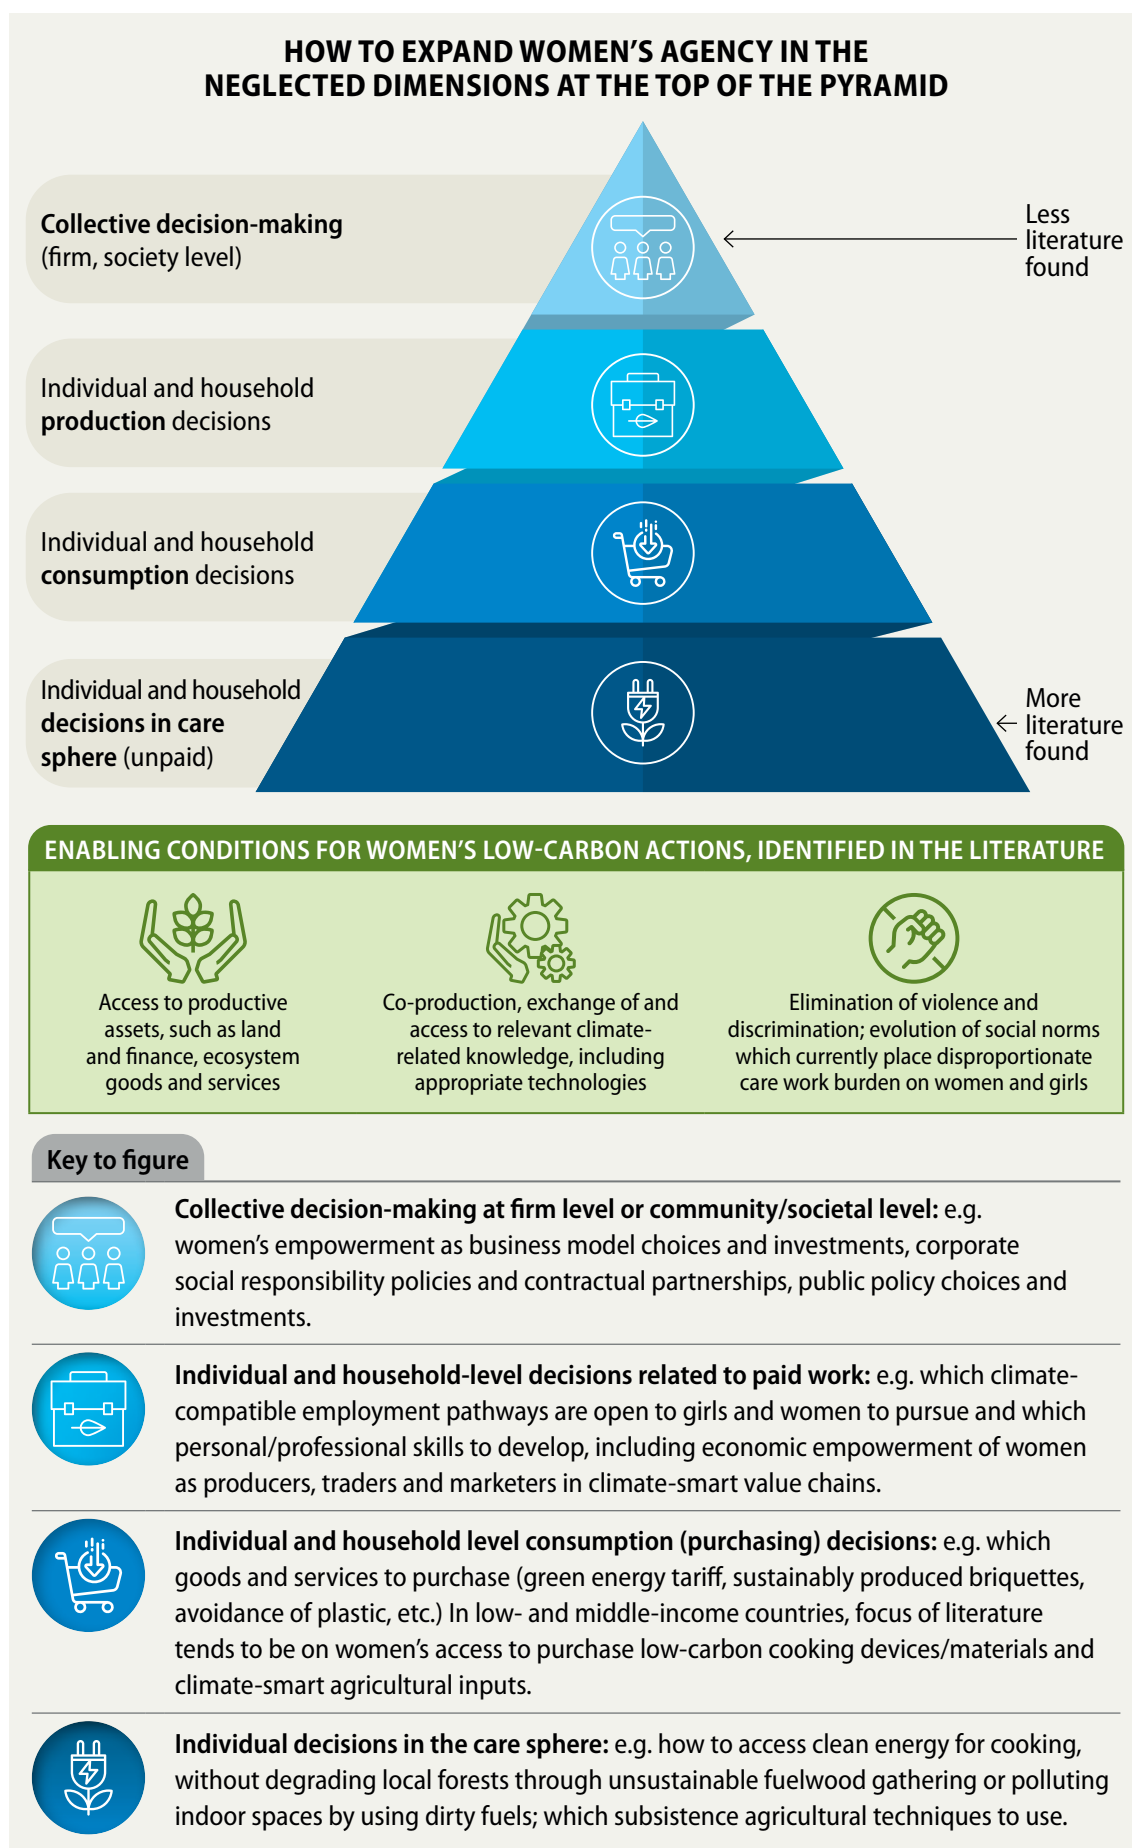 HOW TO EXPAND WOMEN'S AGENCY IN THE
NEGLECTED DIMENSIONS AT THE TOP OF THE PYRAMID
Collective decision-making
(firm, society level)
Less
literature
found
Individual and household
production decisions
Individual and household
consumption decisions
Individual and household
decisions in care
sphere (unpaid)
More
literature
found
ENABLING CONDITIONS FOR WOMEN'S LOW-CARBON ACTIONS, IDENTIFIED IN THE LITERATURE
Access to productive
assets, such as land
and finance, ecosystem
goods and services
Co-production, exchange of and
access to relevant climate-
related knowledge, including
appropriate technologies
Elimination of violence and
discrimination; evolution of social norms
which currently place disproportionate
care work burden on women and girls
Key to figure
Collective decision-making at firm level or community/societal level: e.g.
women's empowerment as business model choices and investments, corporate
social responsibility policies and contractual partnerships, public policy choices and
investments.
Individual and household-level decisions related to paid work: e.g. which climate-
compatible employment pathways are open to girls and women to pursue and which
personal/professional skills to develop, including economic empowerment of women
as producers, traders and marketers in climate-smart value chains.
Individual and household level consumption (purchasing) decisions: e.g. which
goods and services to purchase (green energy tariff, sustainably produced briquettes,
avoidance of plastic, etc.) In low- and middle-income countries, focus of literature
tends to be on women's access to purchase low-carbon cooking devices/materials and
climate-smart agricultural inputs.
Individual decisions in the care sphere: e.g. how to access clean energy for cooking,
without degrading local forests through unsustainable fuelwood gathering or polluting
indoor spaces by using dirty fuels; which subsistence agricultural techniques to use.